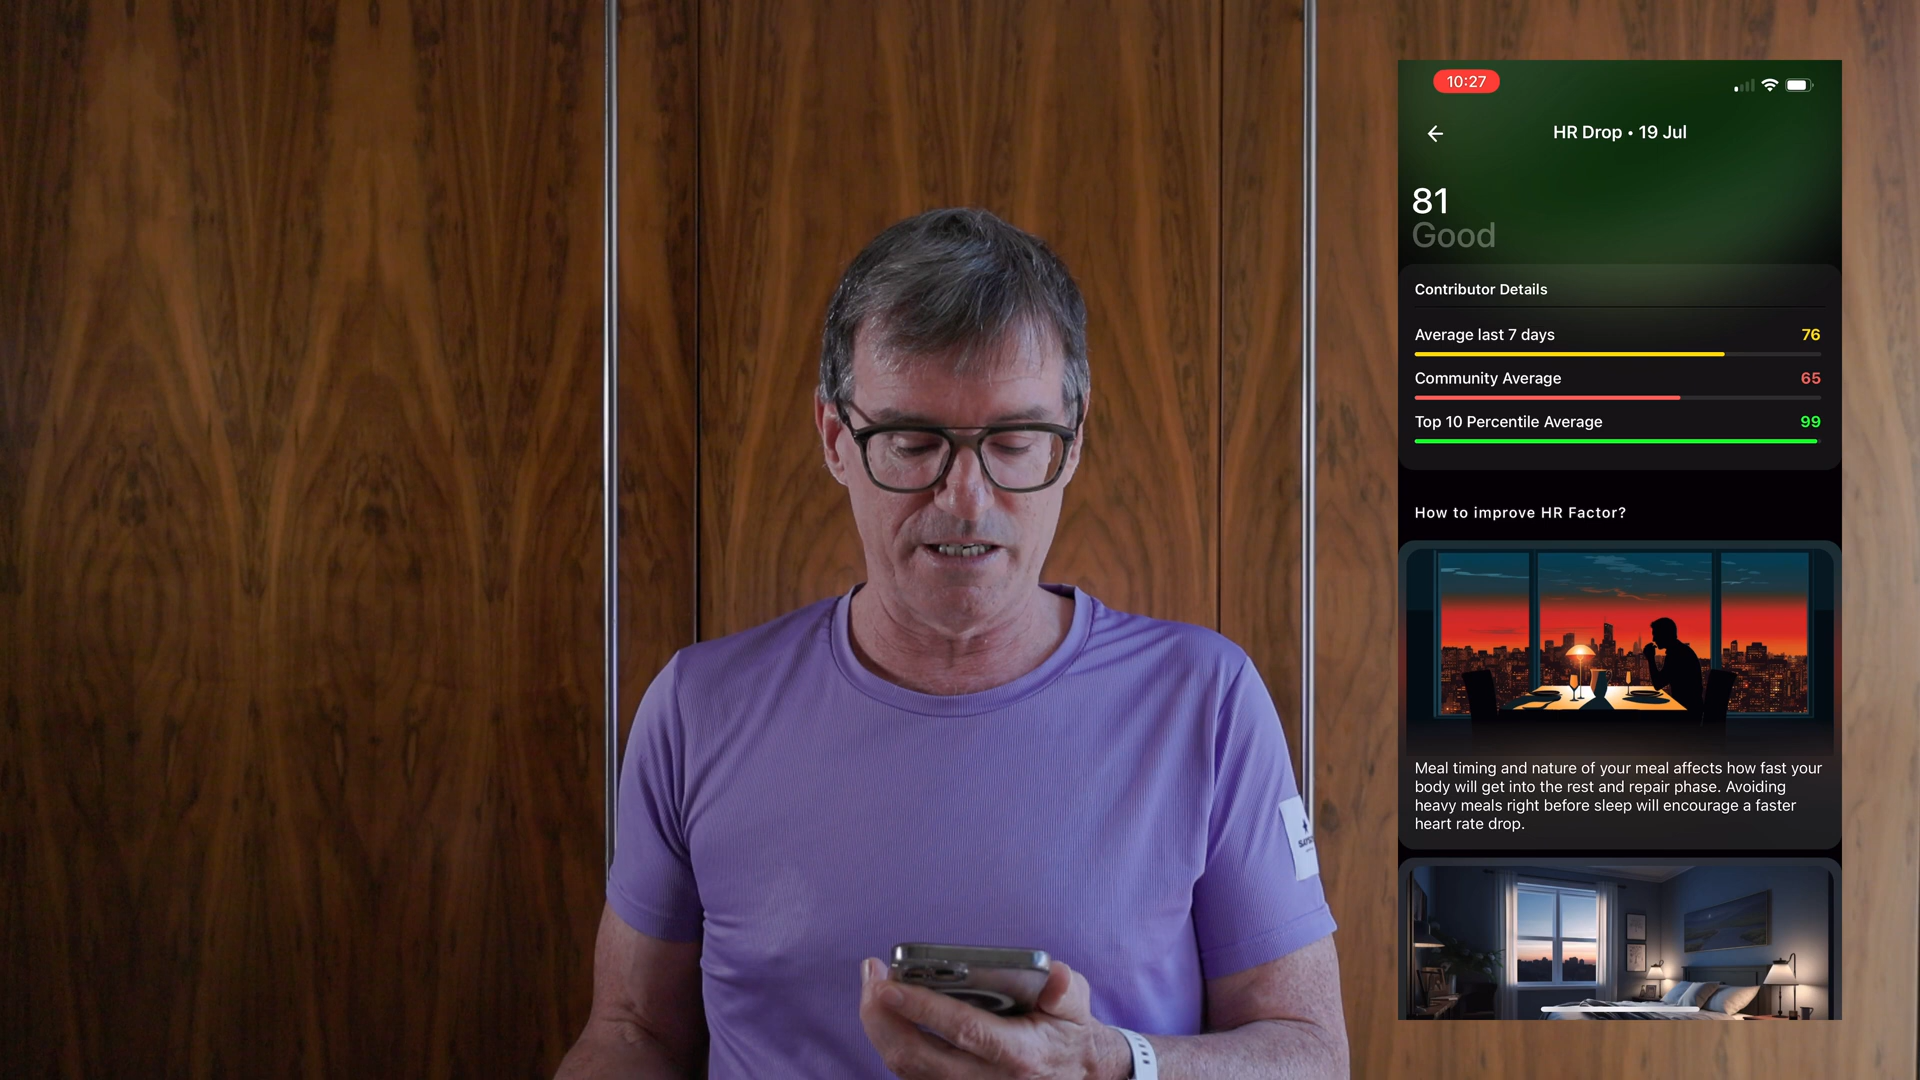 10:27
HR Drop • 19 Jul
81
Good
Contributor Details
Average last 7 days 76
Community Average 65
Top 10 Percentile Average 99
How to improve HR Factor?
Meal timing and nature of your meal affects how fast your
body will get into the rest and repair phase. Avoiding
heavy meals right before sleep will encourage a faster
heart rate drop.